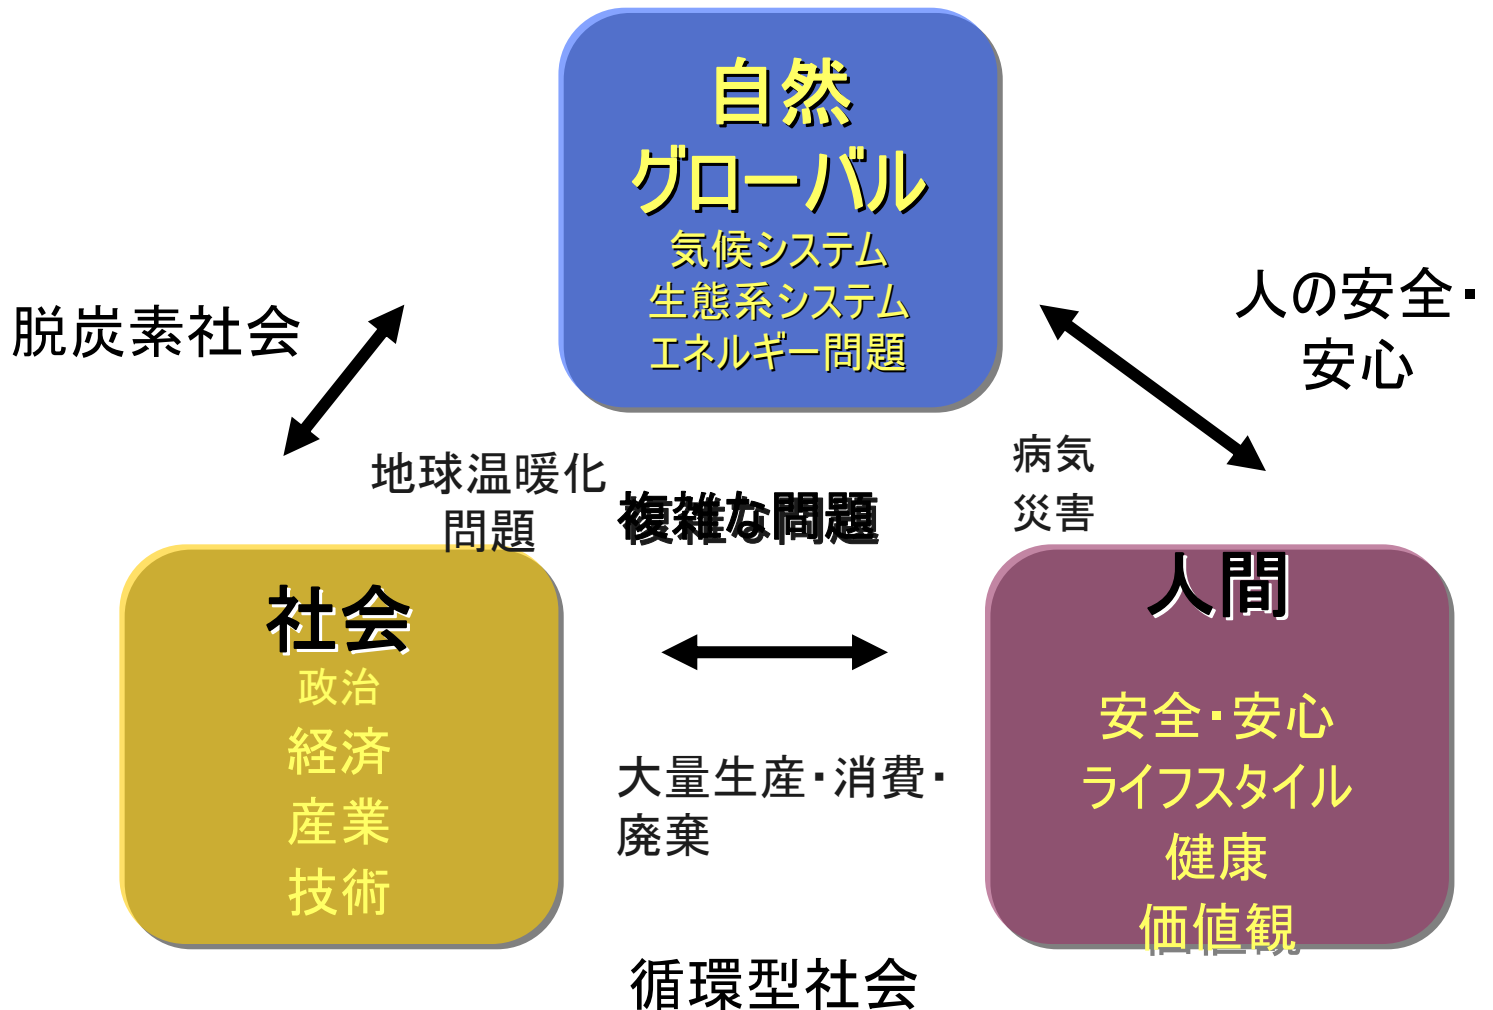 自然
グローバル
気候システム
生態系システム
エネルギー問題
脱炭素社会
人の安全・
安心
地球温暖化
問題
複雑な問題
病気
災害
社会
政治
経済
産業
技術
人間
安全・安心
ライフスタイル
健康
価値観
大量生産・消費・
廃棄
循環型社会